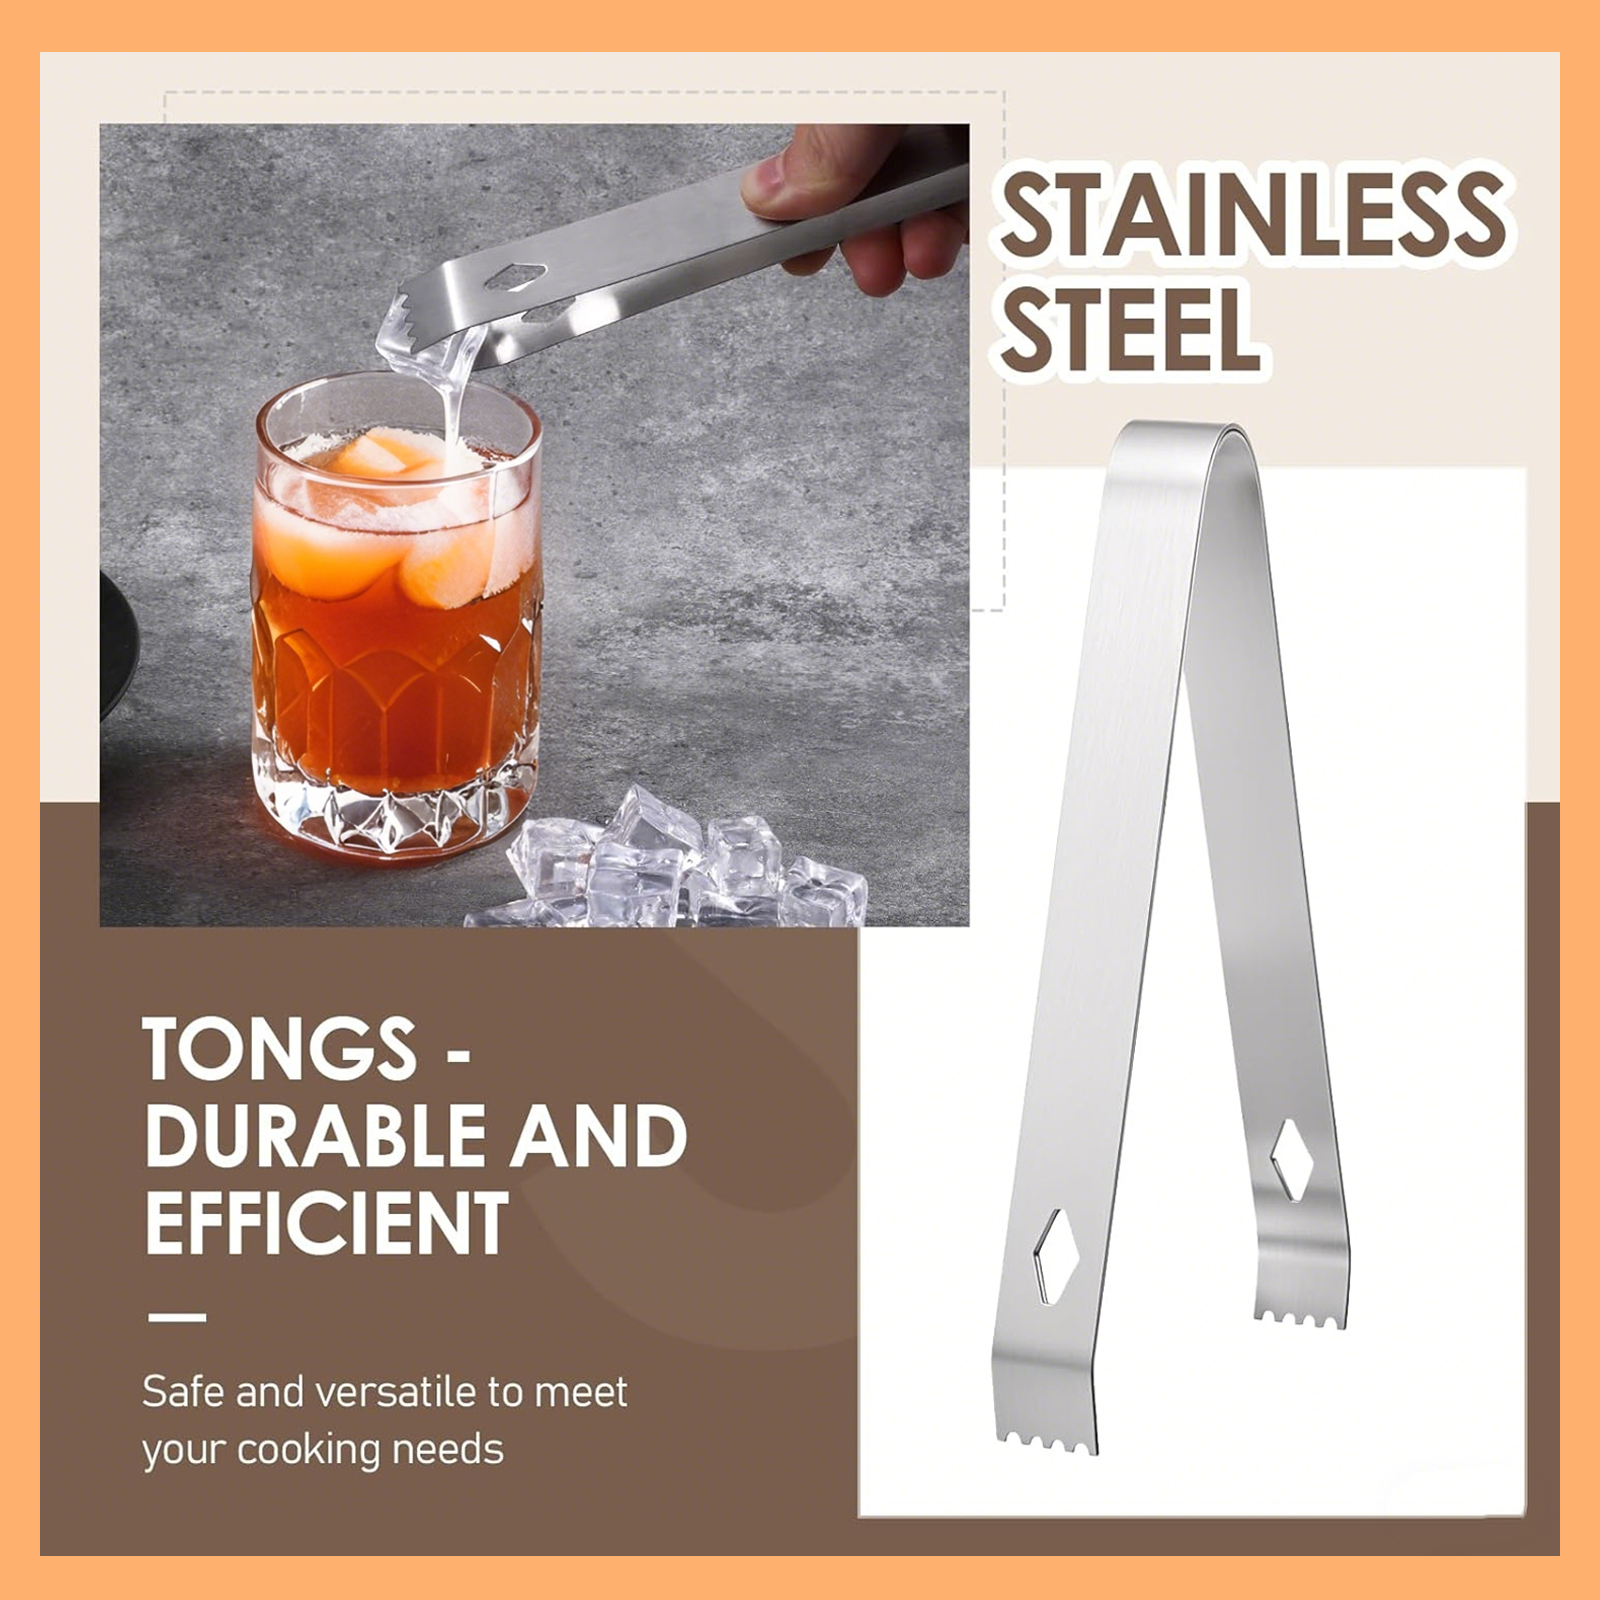 STAINLESS
STEEL
TONGS -
DURABLE AND
EFFICIENT
Safe and versatile to meet
your cooking needs